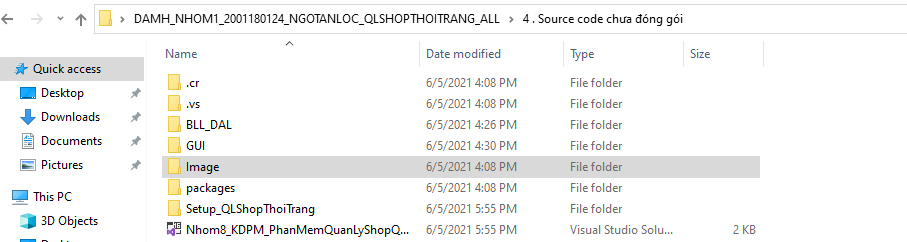 DAMH_NHOM1_2001180124_NGOTANLOC_QLSHOPTHOITRANG_ALL > 4 . Source code chưa đóng gói
Name Date modified Type Size
Quick access
Desktop
Downloads
Documents
Pictures
This PC
3D Objects
.cr 6/5/2021 4:08 PM File folder
.vs 6/5/2021 4:08 PM File folder
BLL_DAL 6/5/2021 4:26 PM File folder
GUI 6/5/2021 4:30 PM File folder
Image 6/5/2021 4:08 PM File folder
packages 6/5/2021 4:08 PM File folder
Setup_QLShopThoiTrang 6/5/2021 5:55 PM File folder
Nhom8_KDPM_PhanMemQuanLyShopQ... 6/5/2021 5:55 PM Visual Studio Solu... 2 KB